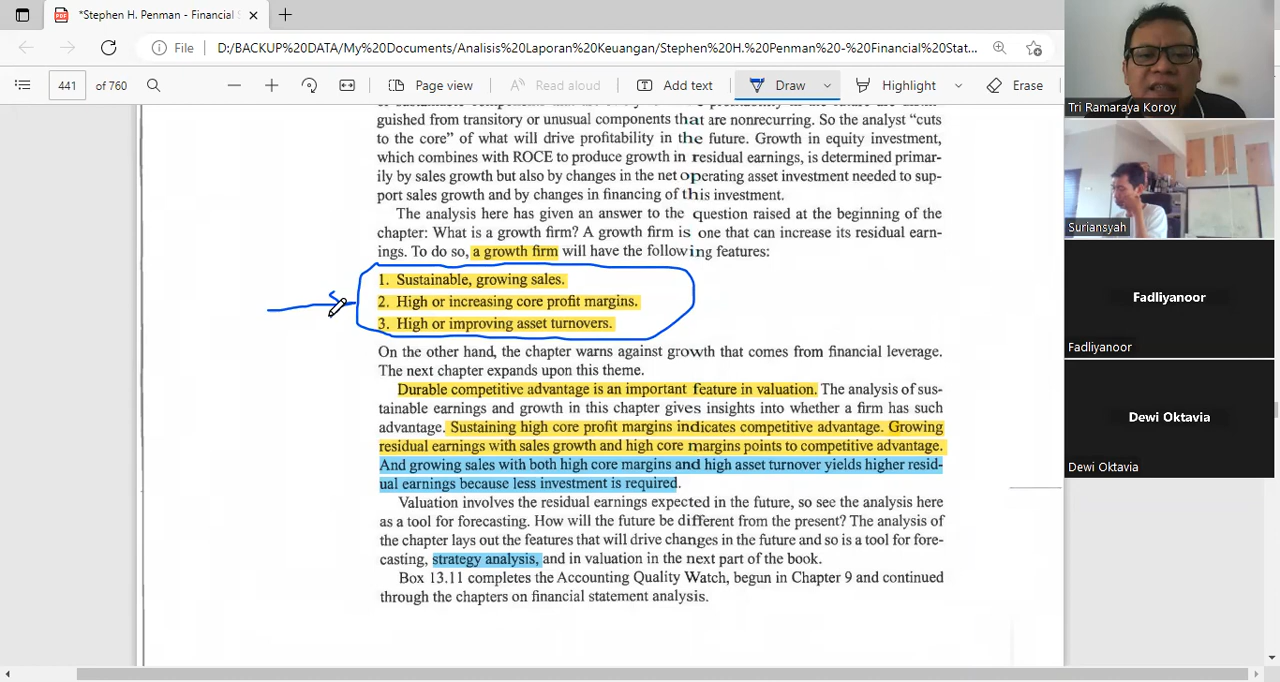 *Stephen H. Penman - Financial S
File
D:/BACKUP%20DATA/My%20Documents/Analisis%20Laporan%20Keuangan/Stephen%20H.%20Penman%20-%20Financial%20Stat...
441
of 760
Page view
Read aloud
Add text
Draw
Highlight
Erase
guished from transitory or unusual components that are nonrecurring. So the analyst “cuts
to the core” of what will drive profitability in the future. Growth in equity investment,
which combines with ROCE to produce growth in residual earnings, is determined primar-
ily by sales growth but also by changes in the net operating asset investment needed to sup-
port sales growth and by changes in financing of this investment.
The analysis here has given an answer to the question raised at the beginning of the
chapter: What is a growth firm? A growth firm is one that can increase its residual earn-
ings. To do so, a growth firm will have the following features:
1. Sustainable, growing sales.
2. High or increasing core profit margins.
3. High or improving asset turnovers.
On the other hand, the chapter warns against growth that comes from financial leverage.
The next chapter expands upon this theme.
Durable competitive advantage is an important feature in valuation. The analysis of sus-
tainable earnings and growth in this chapter gives insights into whether a firm has such
advantage. Sustaining high core profit margins indicates competitive advantage. Growing
residual earnings with sales growth and high core margins points to competitive advantage.
And growing sales with both high core margins and high asset turnover yields higher resid-
ual earnings because less investment is required.
Valuation involves the residual earnings expected in the future, so see the analysis here
as a tool for forecasting. How will the future be different from the present? The analysis of
the chapter lays out the features that will drive changes in the future and so is a tool for fore-
casting, strategy analysis, and in valuation in the next part of the book.
Box 13.11 completes the Accounting Quality Watch, begun in Chapter 9 and continued
through the chapters on financial statement analysis.
Tri Ramaraya Koroy
Suriansyah
Fadliyanoor
Fadliyanoor
Dewi Oktavia
Dewi Oktavia